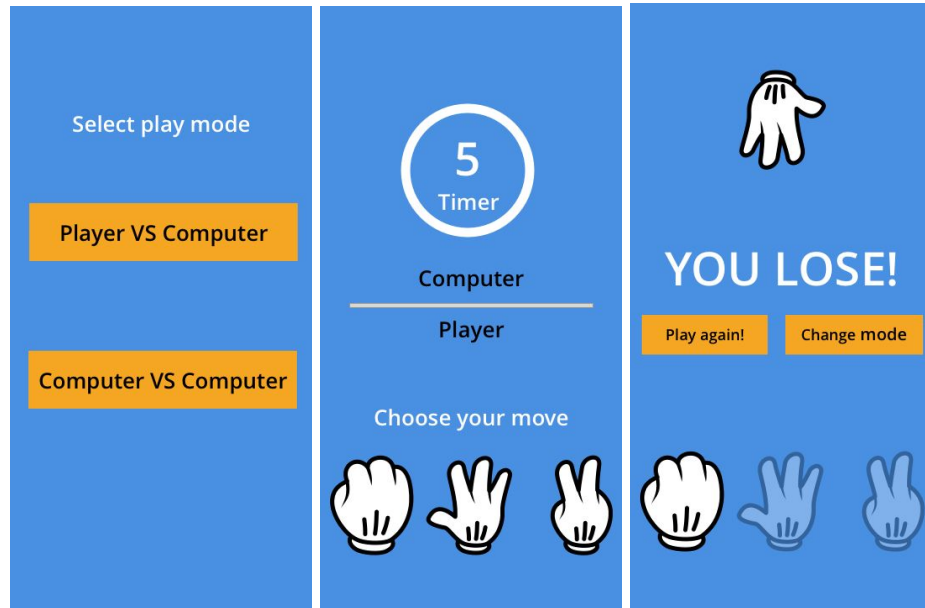 Select play mode
Player VS Computer
Computer VS Computer
5
Timer
Computer
Player
Choose your move
YOU LOSE!
Play again!
Change mode